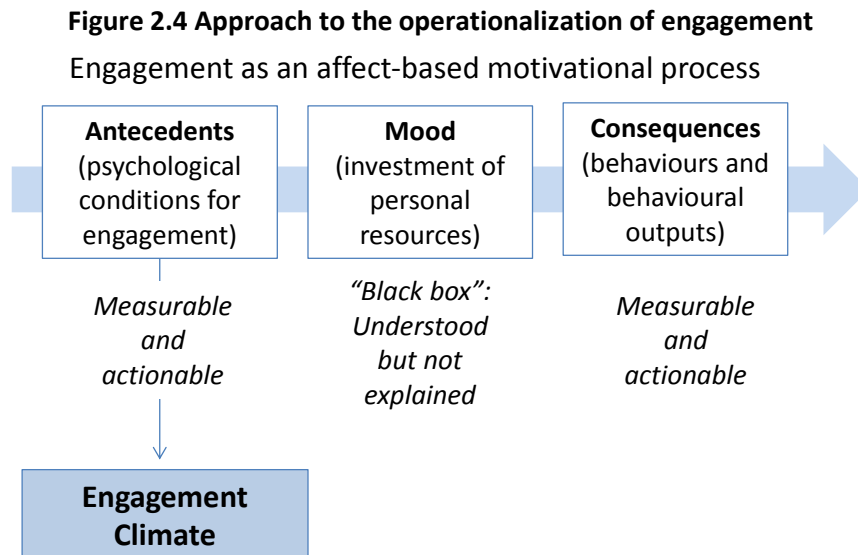 Figure 2.4 Approach to the operationalization of engagement
Engagement as an affect-based motivational process
Antecedents
(psychological
conditions for
engagement)
Mood
(investment of
personal
resources)
Consequences
(behaviours and
behavioural
outputs)
Measurable
and
actionable
“Black box”:
Understood
but not
explained
Measurable
and
actionable
Engagement
Climate